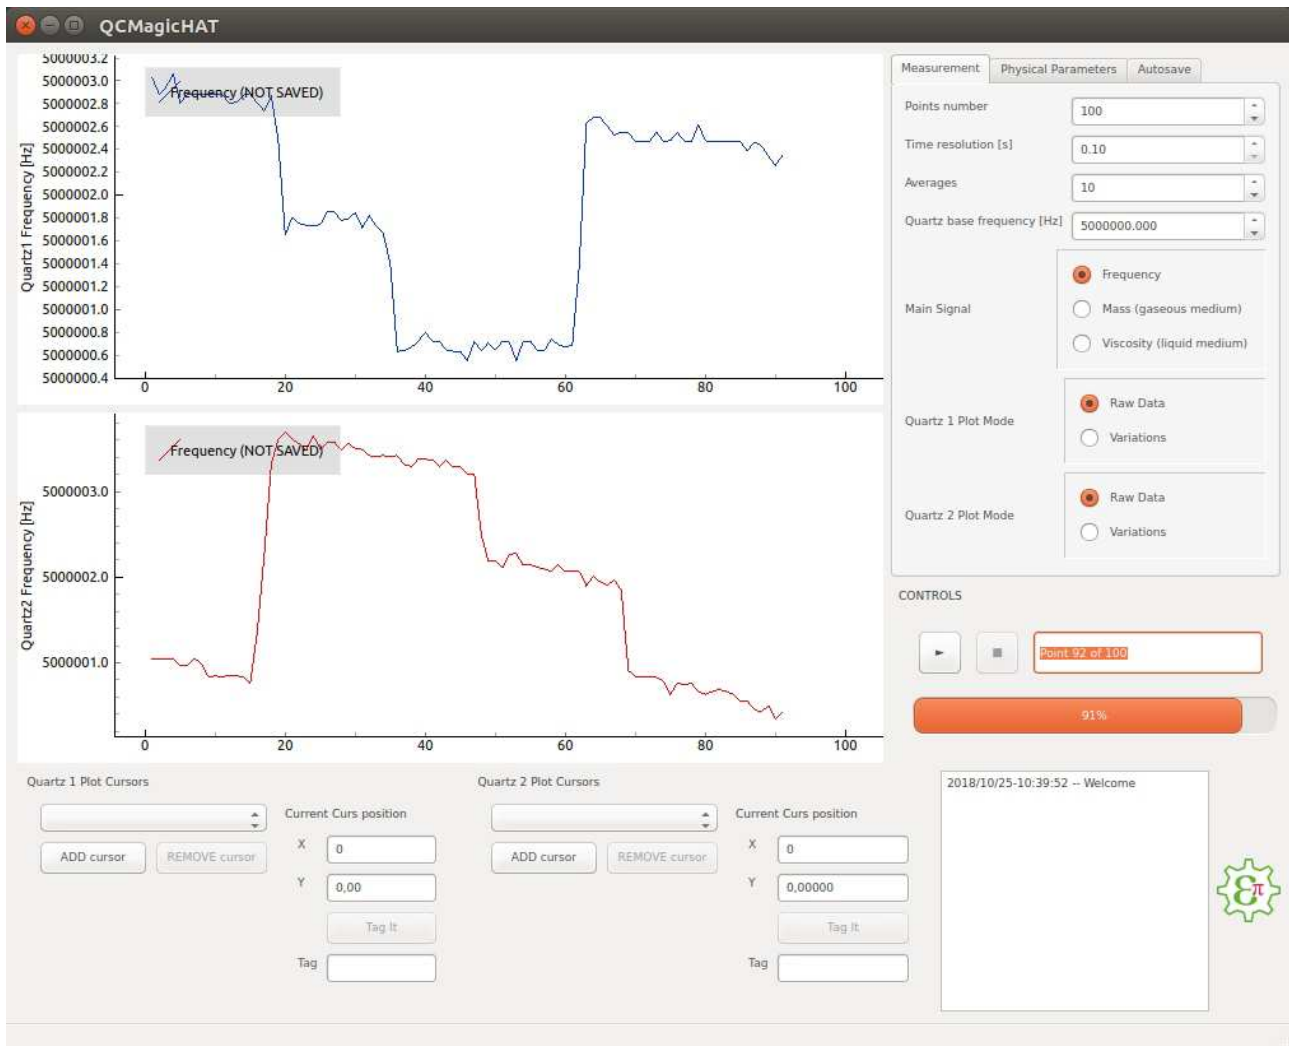 QCMagicHAT
5000003.2
5000003.0
5000002.8
5000002.6
5000002.4
5000002.2
5000002.0
5000001.8
5000001.6
5000001.4
5000001.2
5000001.0
5000000.8
5000000.6
5000000.4
Quartz1 Frequency [Hz]
Frequency (NOT SAVED)
0 20 40 60 80 100
5000003.0
5000002.0
5000001.0
Quartz2 Frequency [Hz]
Frequency (NOT SAVED)
0 20 40 60 80 100
Measurement Physical Parameters Autosave
Points number 100
Time resolution [s] 0.10
Averages 10
Quartz base frequency [Hz] 5000000.000
Main Signal
Frequency
Mass (gaseous medium)
Viscosity (liquid medium)
Quartz 1 Plot Mode
Raw Data
Variations
Quartz 2 Plot Mode
Raw Data
Variations
CONTROLS
Point 92 of 100
91%
Quartz 1 Plot Cursors
ADD cursor REMOVE cursor
Current Curs position
X 0
Y 0,00
Tag It
Tag
Quartz 2 Plot Cursors
ADD cursor REMOVE cursor
Current Curs position
X 0
Y 0,00000
Tag It
Tag
2018/10/25-10:39:52 -- Welcome
επ